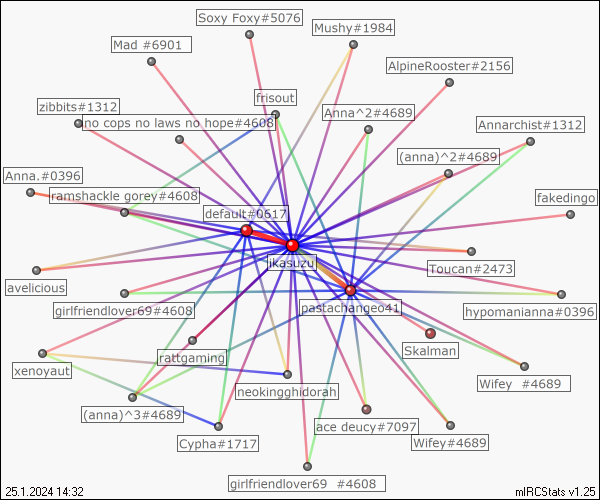 Soxy Foxy#5076
Mushy#1984
Mad #6901
AlpineRooster#2156
zibbits#1312
frisout
Anna^2#4689
no cops no laws no hope#4608
Annarchist#1312
(anna)^2#4689
Anna.#0396
ramshackle gorey#4608
fakedingo
default#0617
jkasuzu
Toucan#2473
avelicious
girlfriendlover69#4608
pastachangeo41
hypomanianna#0396
Skalman
rattgaming
xenoyaut
neokingghidorah
Wifey #4689
(anna)^3#4689
ace deucy#7097
Cypha#1717
Wifey#4689
girlfriendlover69 #4608
25.1.2024 14:32
mIRCStats v1.25